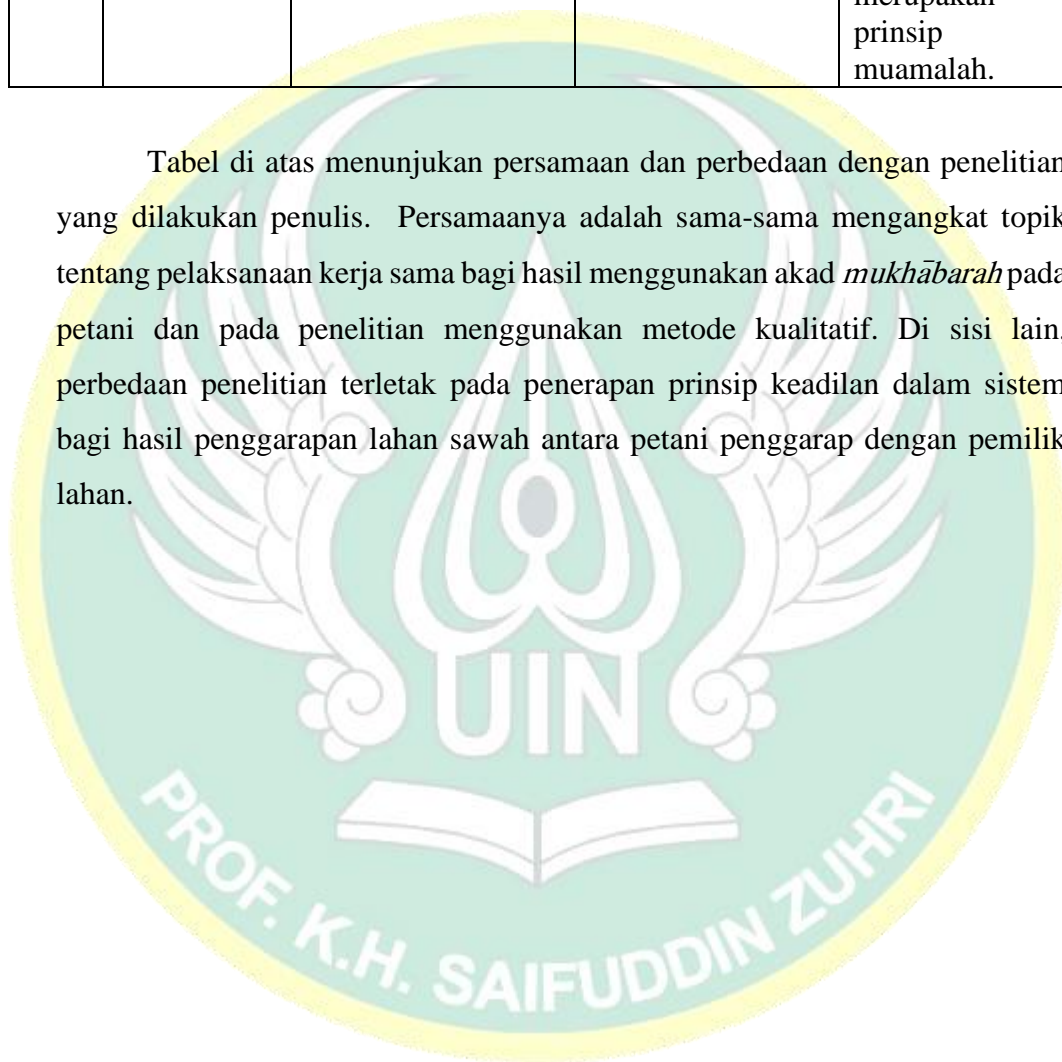 merupakan
prinsip
muamalah.
Tabel di atas menunjukan persamaan dan perbedaan dengan penelitian
yang dilakukan penulis. Persamaanya adalah sama-sama mengangkat topik
tentang pelaksanaan kerja sama bagi hasil menggunakan akad mukhābarah pada
petani dan pada penelitian menggunakan metode kualitatif. Di sisi lain,
perbedaan penelitian terletak pada penerapan prinsip keadilan dalam sistem
bagi hasil penggarapan lahan sawah antara petani penggarap dengan pemilik
lahan.
UIN
PROF. K.H. SAIFUDDIN ZUHRI